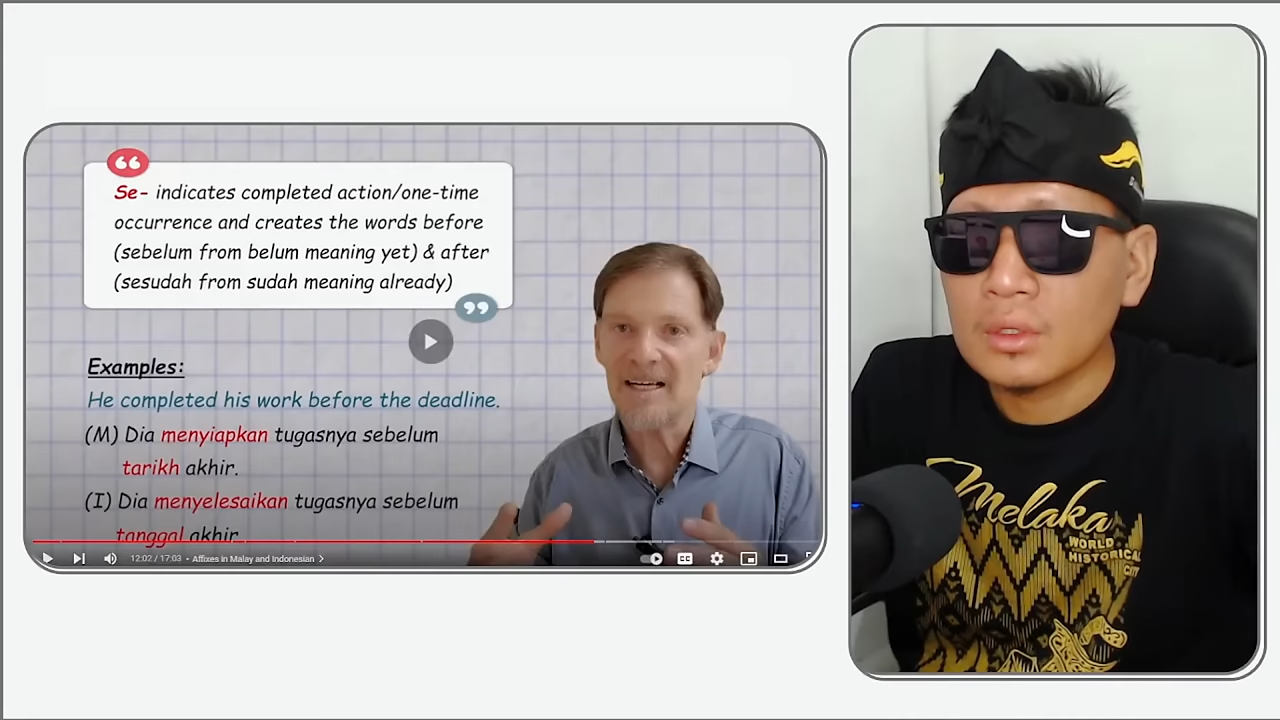 Se- indicates completed action/one-time
occurrence and creates the words before
(sebelum from belum meaning yet) & after
(sesudah from sudah meaning already)
Examples:
He completed his work before the deadline.
(M) Dia menyiapkan tugasnya sebelum
tarikh akhir.
(I) Dia menyelesaikan tugasnya sebelum
tanggal akhir
12:02 / 17:03 • Affixes in Malay and Indonesian >
CC
Melaka
WORLD
HISTORICAL
CITY